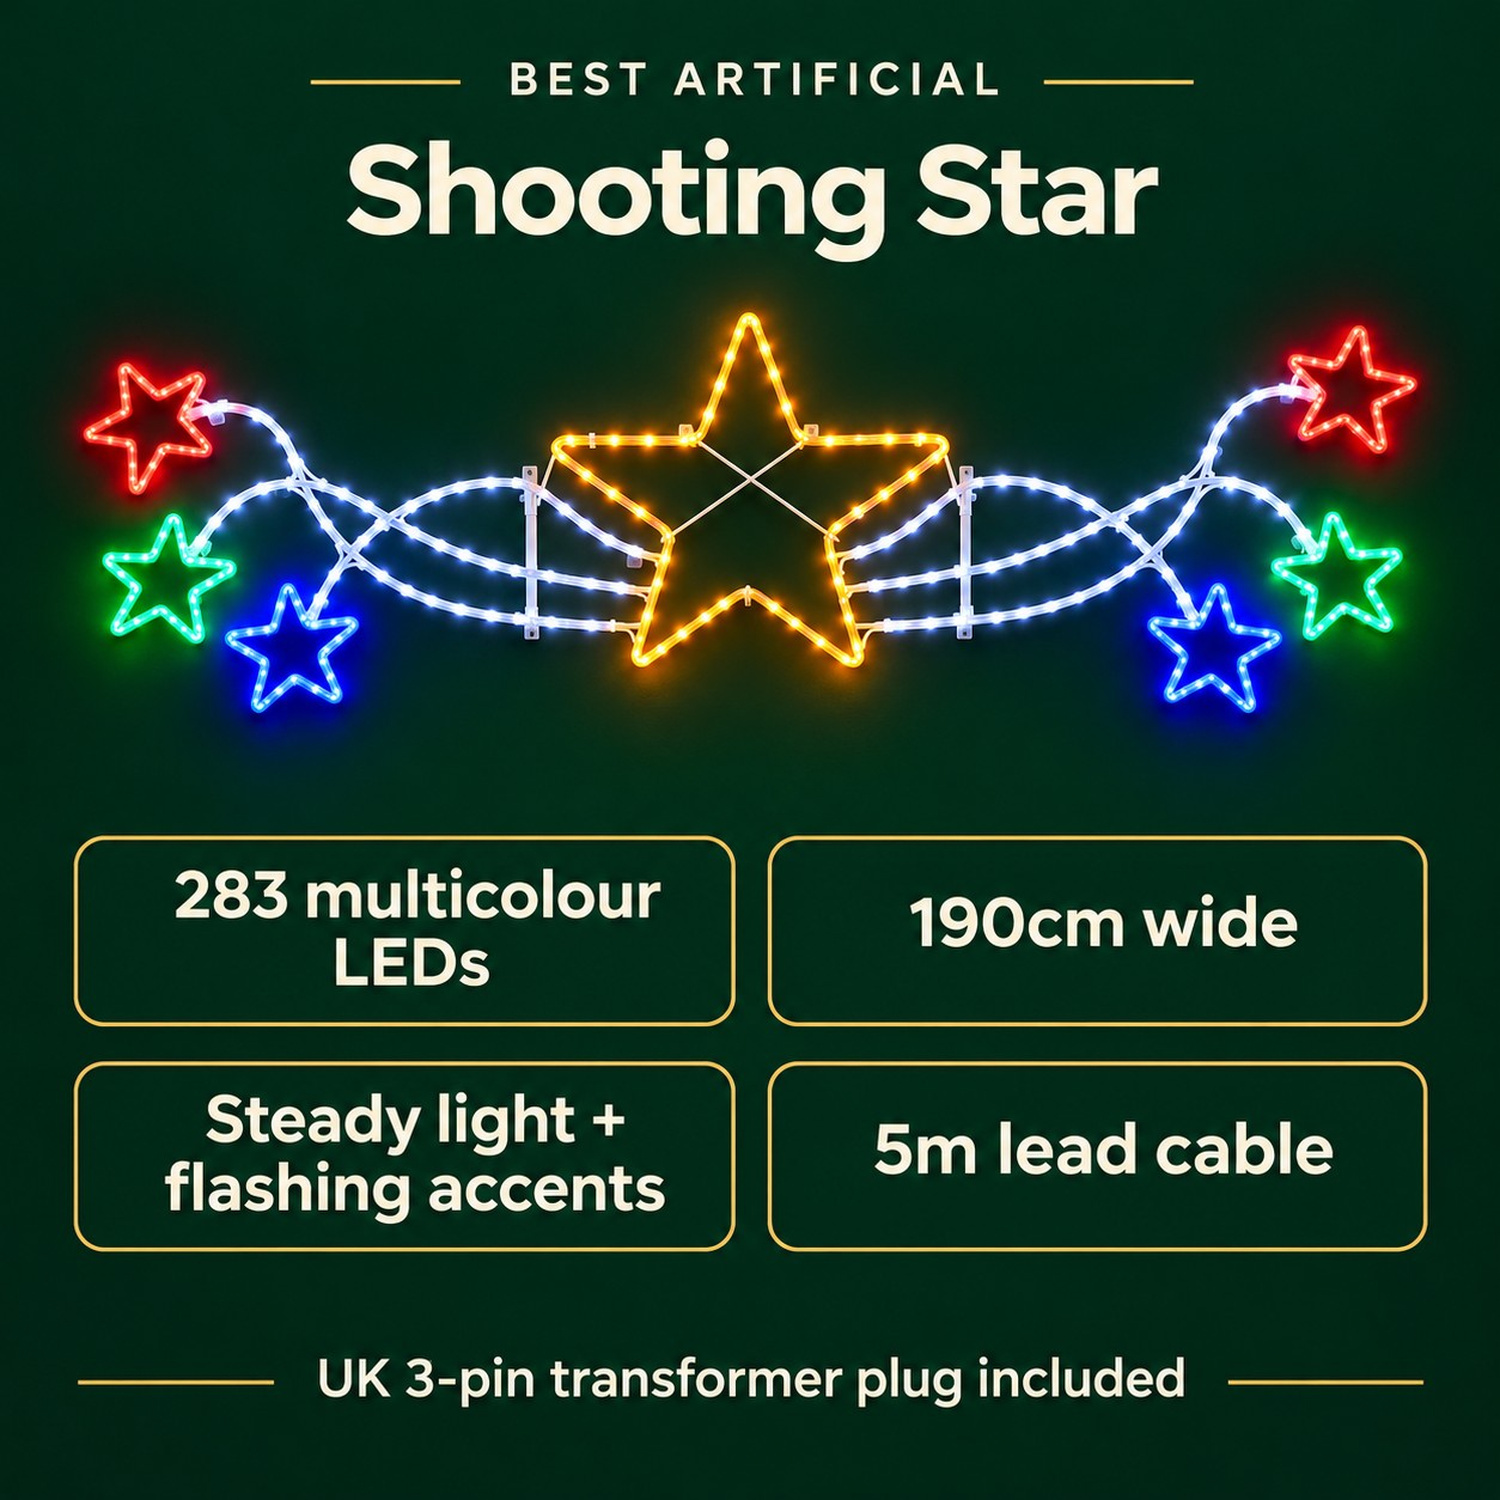 BEST ARTIFICIAL
Shooting Star
283 multicolour
LEDs
190cm wide
Steady light +
flashing accents
5m lead cable
UK 3-pin transformer plug included